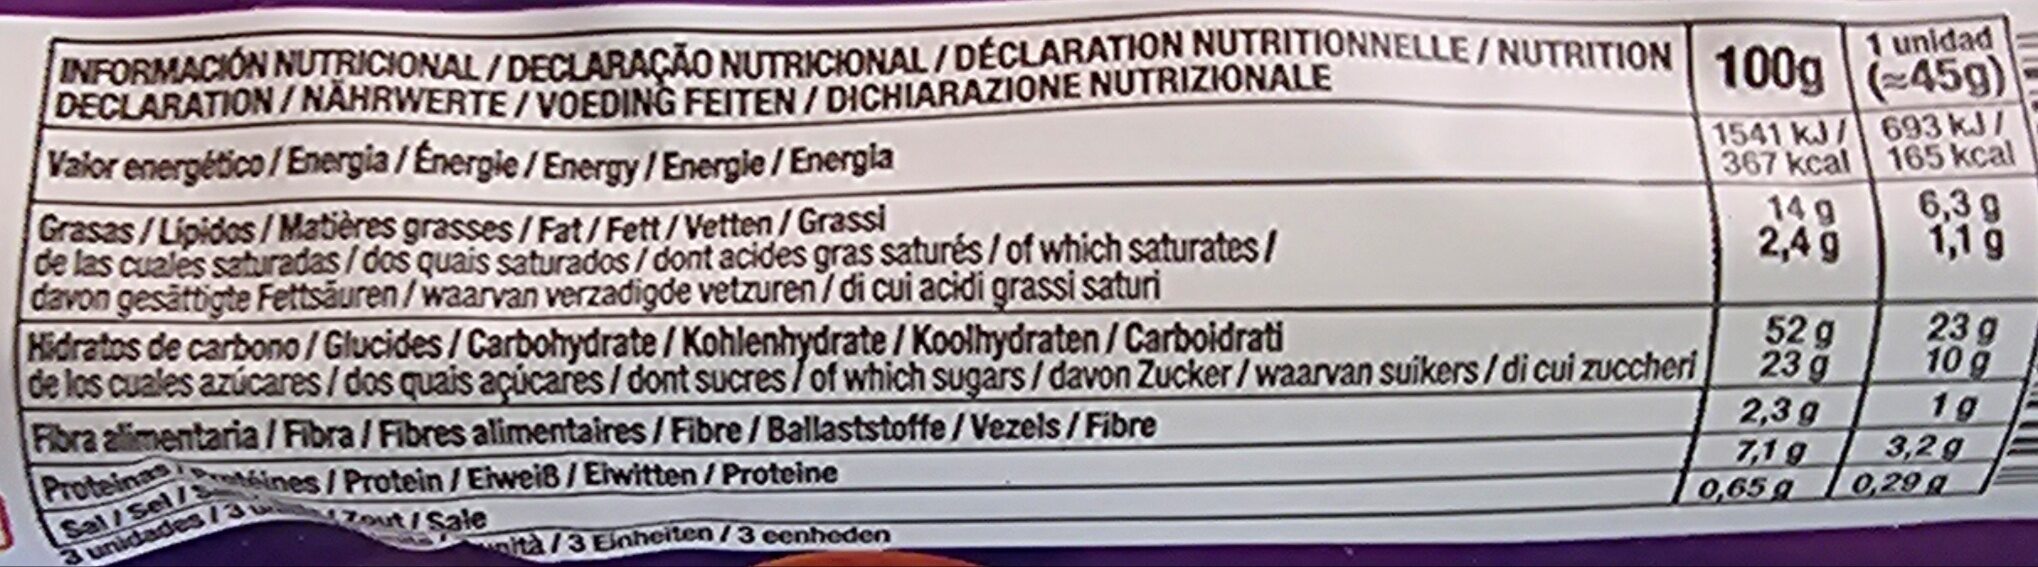 INFORMACIÓN NUTRICIONAL / DECLARAÇÃO NUTRICIONAL / DÉCLARATION NUTRITIONNELLE / NUTRITION
DECLARATION / NÄHRWERTE / VOEDING FEITEN / DICHIARAZIONE NUTRIZIONALE
100g
1 unidad
(≈45g)
Valor energético / Energia / Énergie / Energy / Energie / Energia
1541 kJ / 693 kJ /
367 kcal 165 kcal
Grasas / Lípidos / Matières grasses / Fat / Fett / Vetten / Grassi 14 g 6,3 g
de las cuales saturadas / dos quais saturados / dont acides gras saturés / of which saturates / 2,4 g 1,1 g
davon gesättigte Fettsäuren / waarvan verzadigde vetzuren / di cui acidi grassi saturi
Hidratos de carbono / Glucides / Carbohydrate / Kohlenhydrate / Koolhydraten / Carboidrati 52 g 23 g
de los cuales azúcares / dos quais açúcares / dont sucres / of which sugars / davon Zucker / waarvan suikers / di cui zuccheri 23 g 10 g
Fibra alimentaria / Fibra / Fibres alimentaires / Fibre / Ballaststoffe / Vezels / Fibre 2,3 g 1 g
Proteinas / Protéines / Protein / Eiweiß / Eiwitten / Proteine 7,1 g 3,2 g
Sal / Sel / Zout / Sale 0,65 g 0,29 g
3 unidades / 3 / 3 Einheiten / 3 eenheden